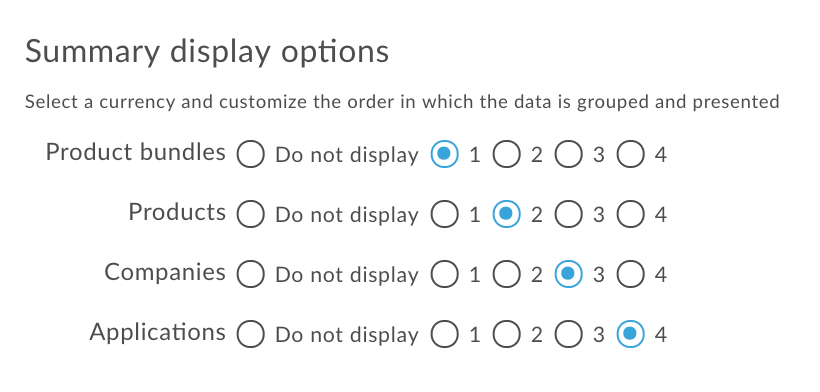 Summary display options
Select a currency and customize the order in which the data is grouped and presented
Product bundles Do not display 1 2 3 4
Products Do not display 1 2 3 4
Companies Do not display 1 2 3 4
Applications Do not display 1 2 3 4